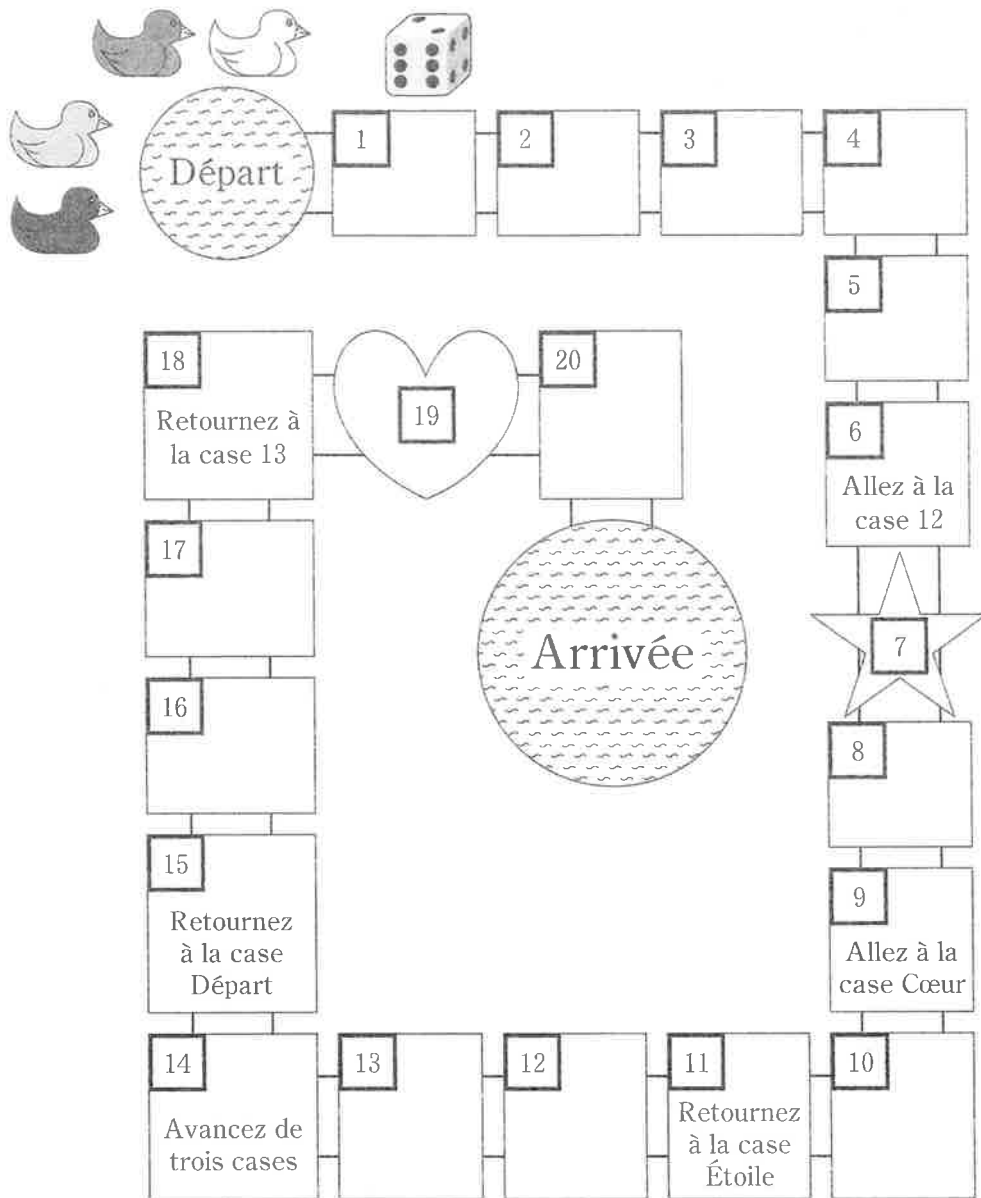 Départ
1
2
3
4
5
6
Allez à la
case 12
7
8
9
Allez à la
case Cœur
10
11
Retournez
à la case
Étoile
12
13
14
Avancez de
trois cases
15
Retournez
à la case
Départ
16
17
18
Retournez à
la case 13
19
20
Arrivée